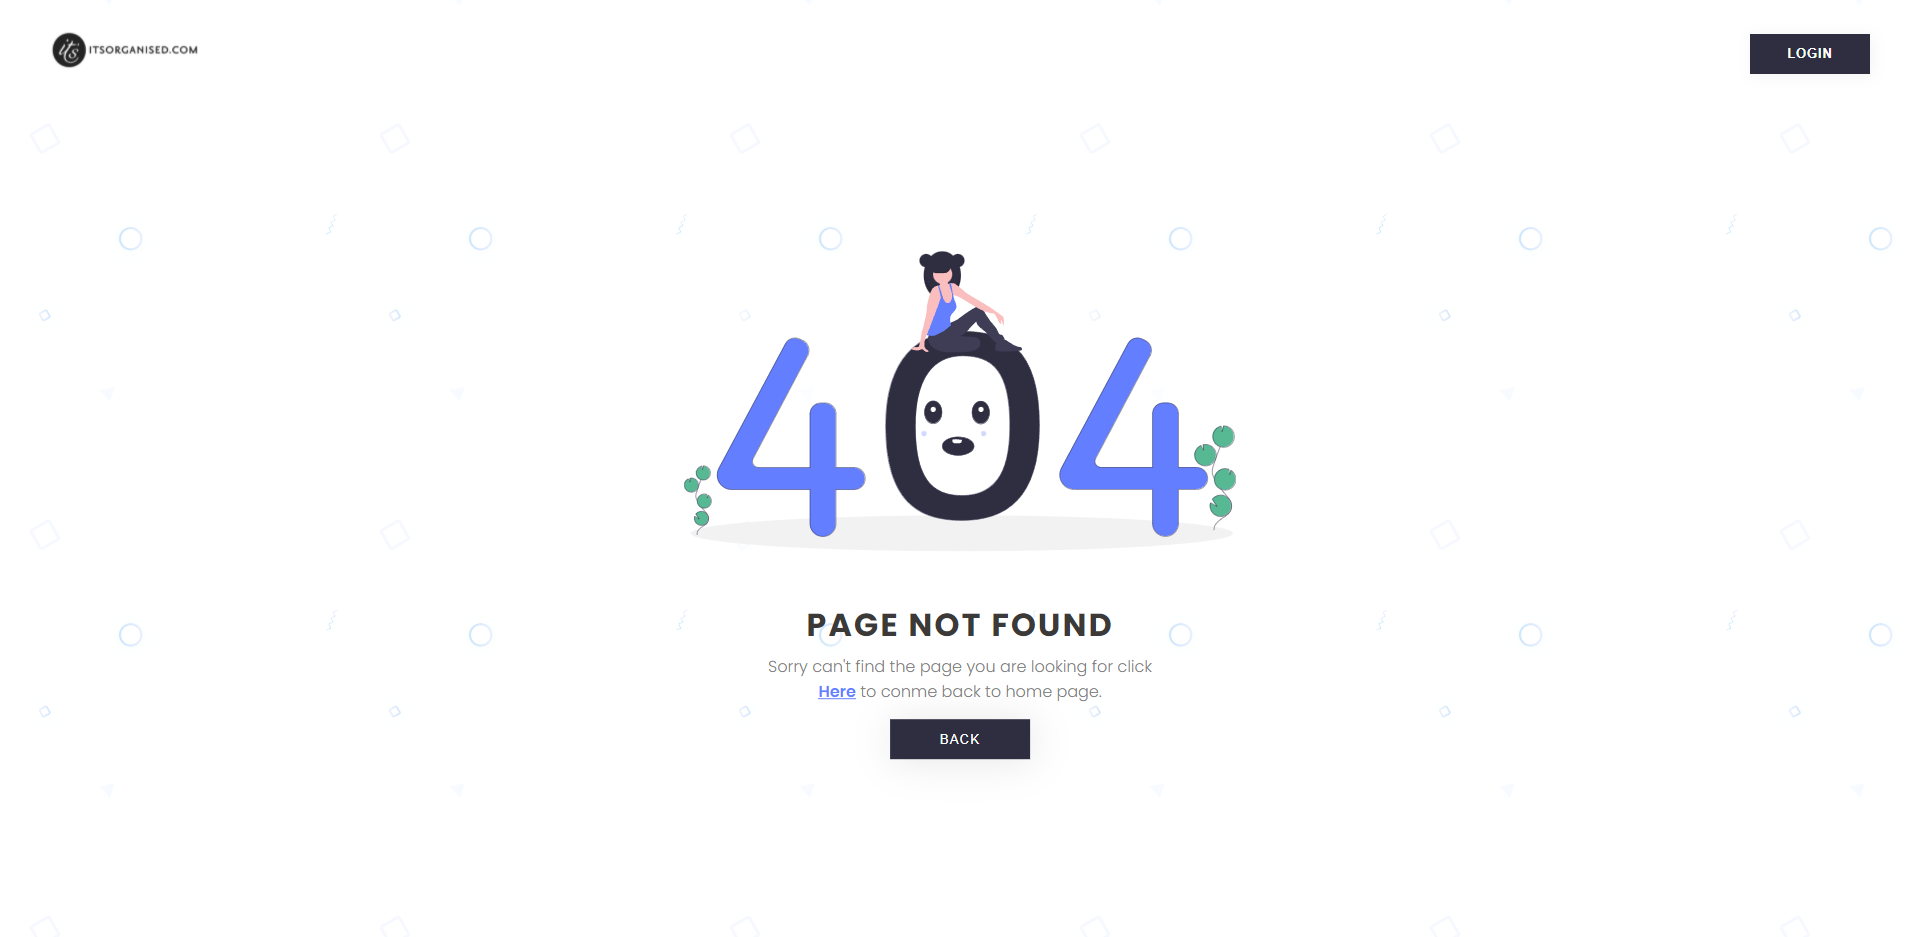 its ITSORGANISED.COM
LOGIN
404
PAGE NOT FOUND
Sorry can't find the page you are looking for click
Here to conme back to home page.
BACK